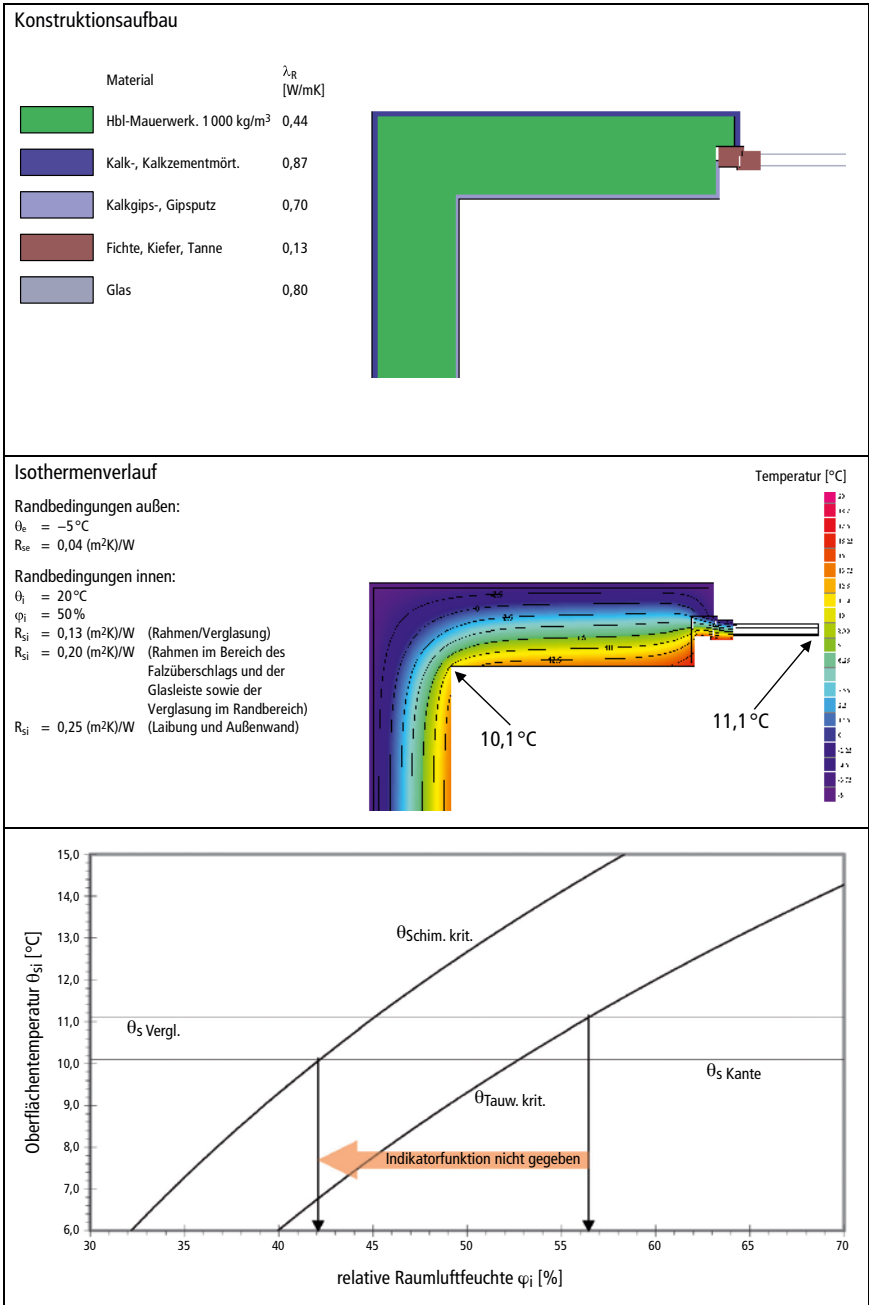 Konstruktionsaufbau
Material λR [W/mK]
Hbl-Mauerwerk. 1000 kg/m³ 0,44
Kalk-, Kalkzementmört. 0,87
Kalkgips-, Gipsputz 0,70
Fichte, Kiefer, Tanne 0,13
Glas 0,80
Isothermenverlauf
Temperatur [°C]
Randbedingungen außen:
θe = −5°C
Rse = 0,04 (m²K)/W
Randbedingungen innen:
θi = 20°C
φi = 50%
Rsi = 0,13 (m²K)/W (Rahmen/Verglasung)
Rsi = 0,20 (m²K)/W (Rahmen im Bereich des
Falzüberschlags und der
Glasleiste sowie der
Verglasung im Randbereich)
Rsi = 0,25 (m²K)/W (Laibung und Außenwand)
10,1°C
11,1°C
Oberflächentemperatur θsi [°C]
15,0
14,0
13,0
12,0
11,0
10,0
9,0
8,0
7,0
6,0
θSchim. krit.
θs Vergl.
θs Kante
θTauw. krit.
Indikatorfunktion nicht gegeben
30 35 40 45 50 55 60 65 70
relative Raumluftfeuchte φi [%]